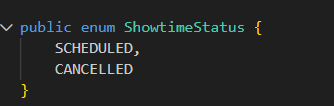 public enum ShowtimeStatus {
    SCHEDULED,
    CANCELLED
}